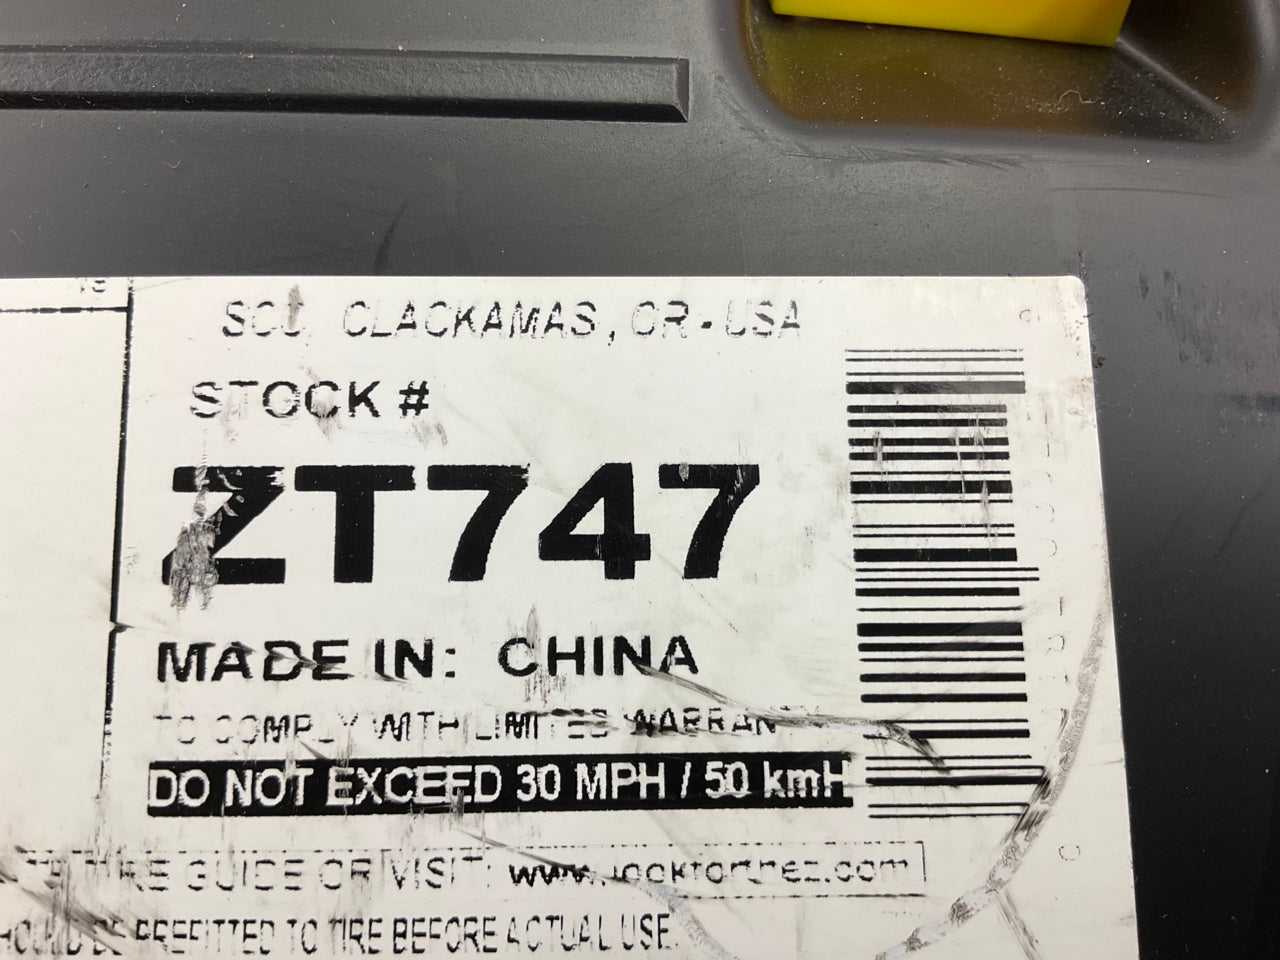 SCC, CLACKAMAS, OR - USA
STOCK #
ZT747
MADE IN: CHINA
TO COMPLY WITH LIMITED WARRANTY
DO NOT EXCEED 30 MPH / 50 kmH
TIRE GUIDE OR VISIT: www.lookforthez.com
SHOULD BE PREFITTED TO TIRE BEFORE ACTUAL USE.